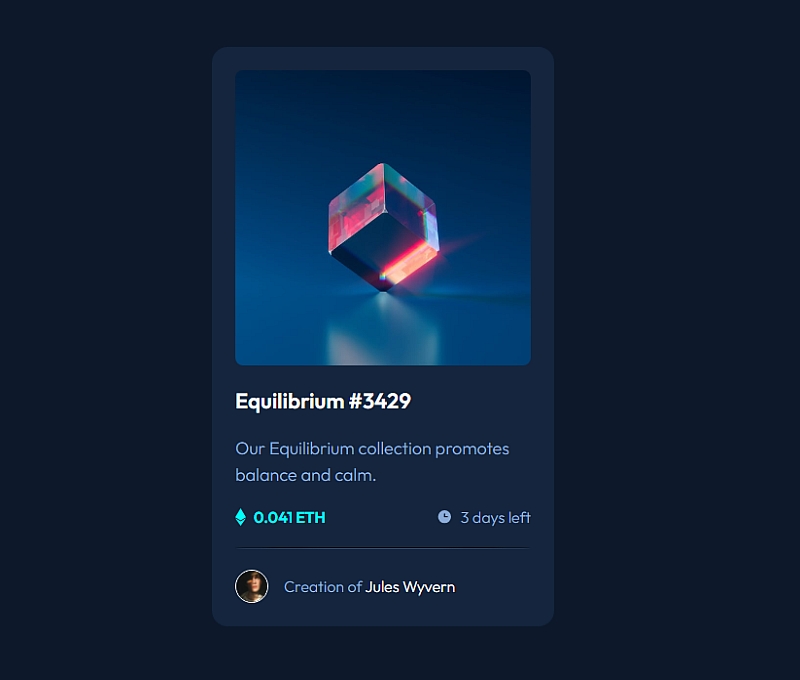 Equilibrium #3429
Our Equilibrium collection promotes
balance and calm.
0.041 ETH
3 days left
Creation of Jules Wyvern